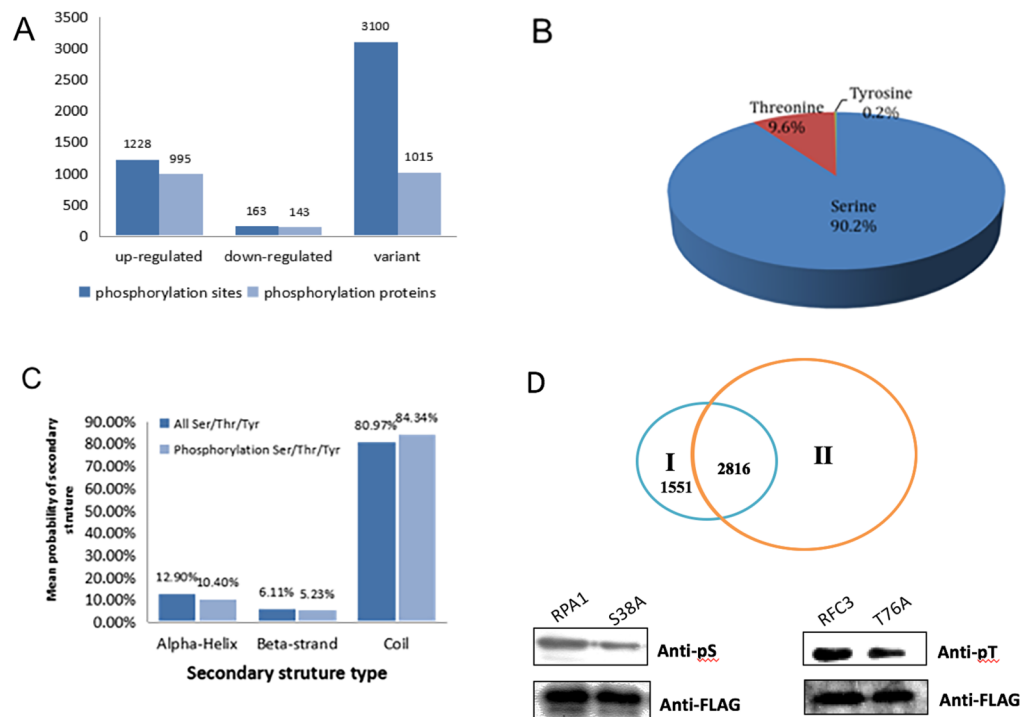 A
3500
3000
2500
2000
1500
1000
500
0
3100
1228
995
1015
163
143
up-regulated down-regulated variant
phosphorylation sites phosphorylation proteins
B
Tyrosine
0.2%
Threonine
9.6%
Serine
90.2%
C
Mean probability of secondary
struture
90.00%
80.00%
70.00%
60.00%
50.00%
40.00%
30.00%
20.00%
10.00%
0.00%
All Ser/Thr/Tyr
Phosphorylation Ser/Thr/Tyr
12.90%
10.40%
6.11%
5.23%
80.97%
84.34%
Alpha-Helix Beta-strand Coil
Secondary struture type
D
I
1551
2816
II
RPA1 S38A
Anti-pS
Anti-FLAG
RFC3 T76A
Anti-pT
Anti-FLAG